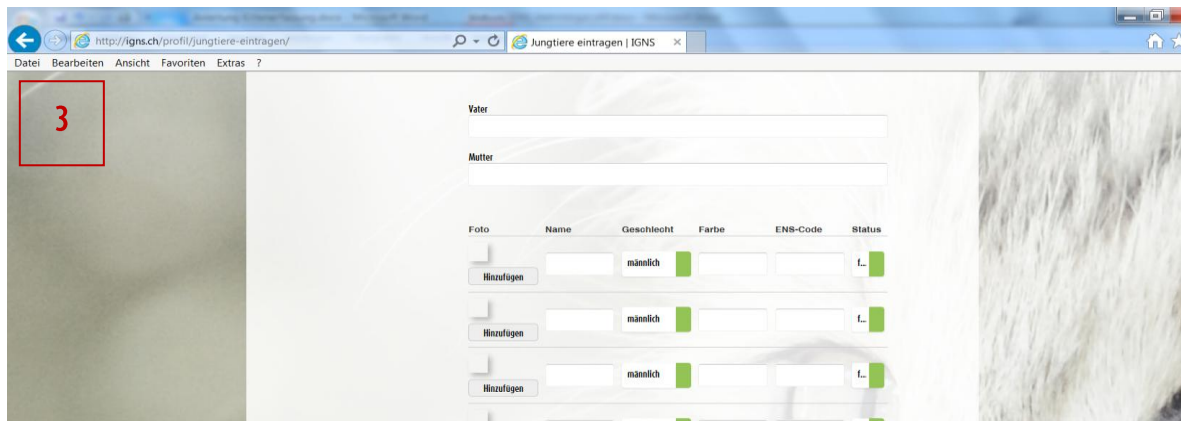 http://igns.ch/profil/jungtiere-eintragen/
Jungtiere eintragen | IGNS
Datei Bearbeiten Ansicht Favoriten Extras ?
3
Vater
Mutter
Foto Name Geschlecht Farbe ENS-Code Status
männlich f...
Hinzufügen
männlich f...
Hinzufügen
männlich f...
Hinzufügen